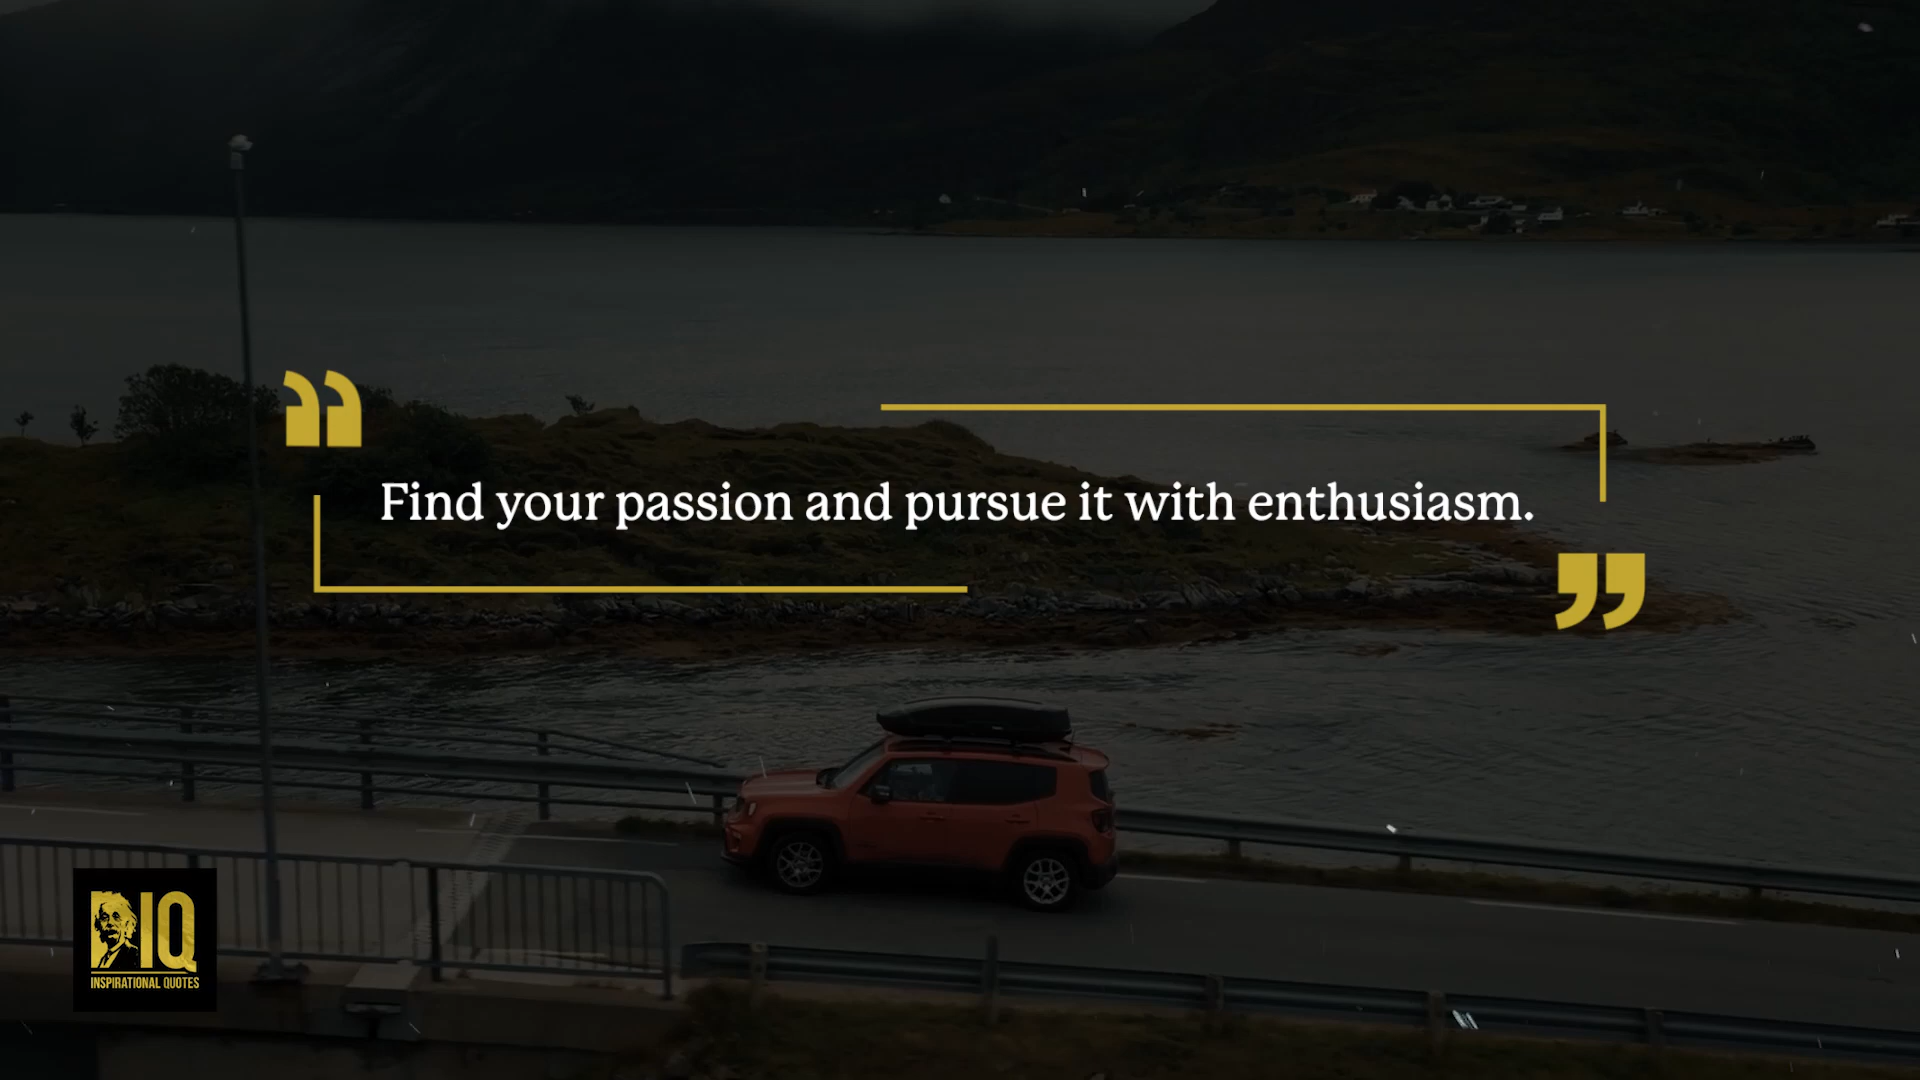 Find your passion and pursue it with enthusiasm.
IQ
INSPIRATIONAL QUOTES